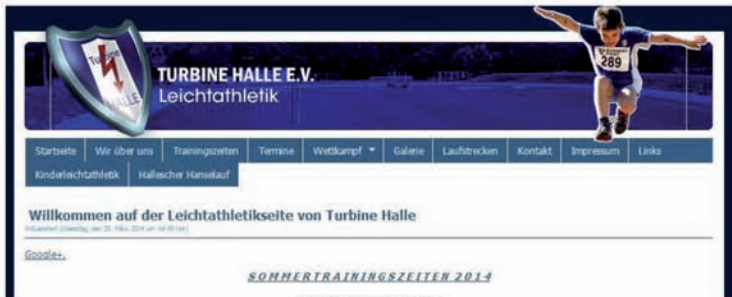 Turbine
HALLE
TURBINE HALLE E.V.
Leichtathletik
289
Startseite Wir über uns Trainingszeiten Termine Wettkampf Galerie Laufstrecken Kontakt Impressum Links
Kinderleichtathletik Hallescher Hanselauf
Willkommen auf der Leichtathletikseite von Turbine Halle
Google+.
SOMMERTRAININGSZEITEN 2014